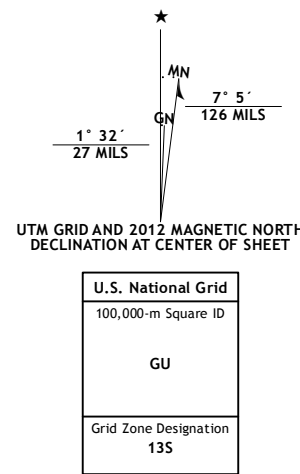 ★
MN
7° 5´
126 MILS
GN
1° 32´
27 MILS
UTM GRID AND 2012 MAGNETIC NORTH
DECLINATION AT CENTER OF SHEET
U.S. National Grid
100,000-m Square ID
GU
Grid Zone Designation
13S